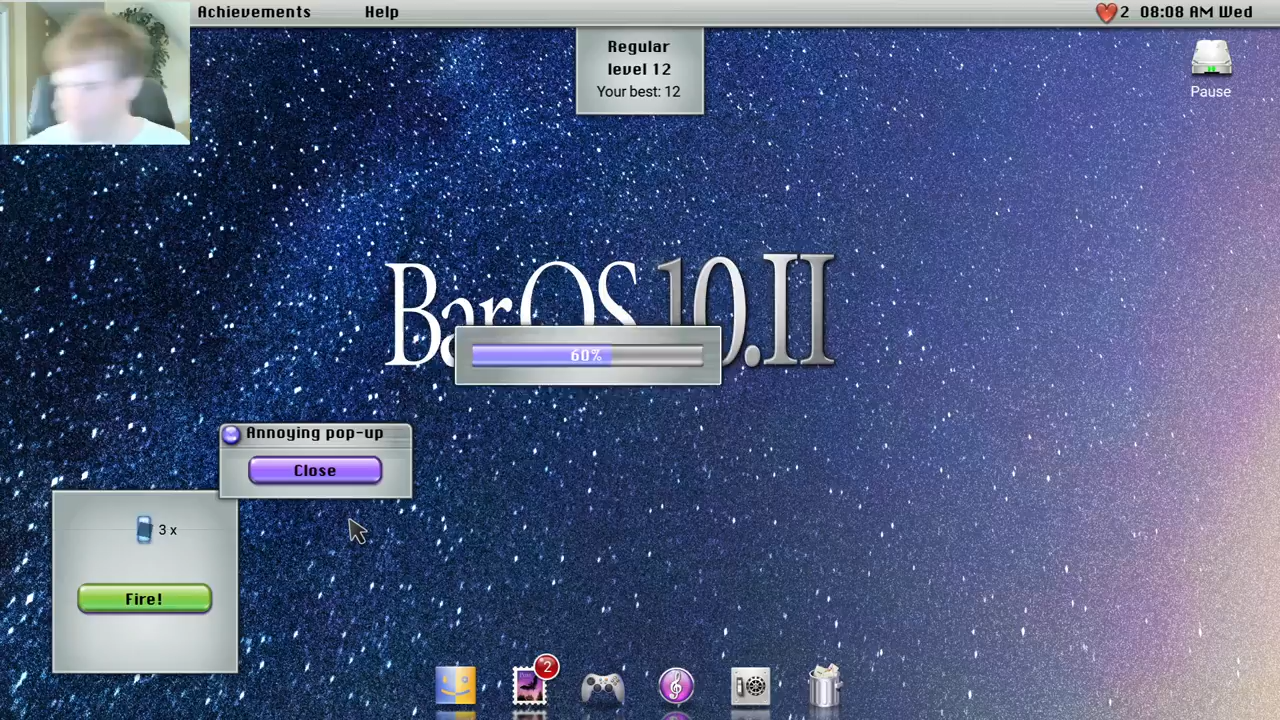 Achievements Help 2 08:08 AM Wed
Regular
level 12
Your best: 12
Pause
BarOS 10.II
60%
Annoying pop-up
Close
3 x
Fire!
2